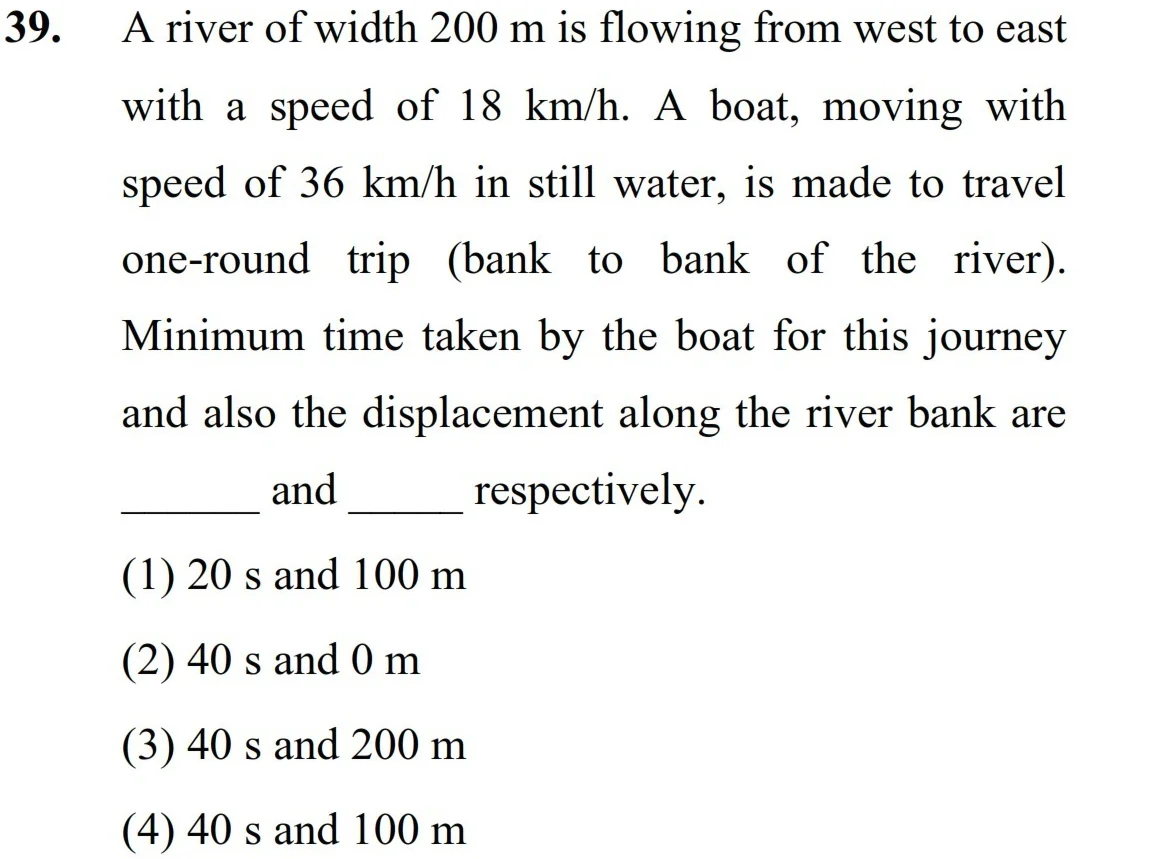 39. A river of width 200 m is flowing from west to east
with a speed of 18 km/h. A boat, moving with
speed of 36 km/h in still water, is made to travel
one-round trip (bank to bank of the river).
Minimum time taken by the boat for this journey
and also the displacement along the river bank are
______ and _____ respectively.
(1) 20 s and 100 m
(2) 40 s and 0 m
(3) 40 s and 200 m
(4) 40 s and 100 m